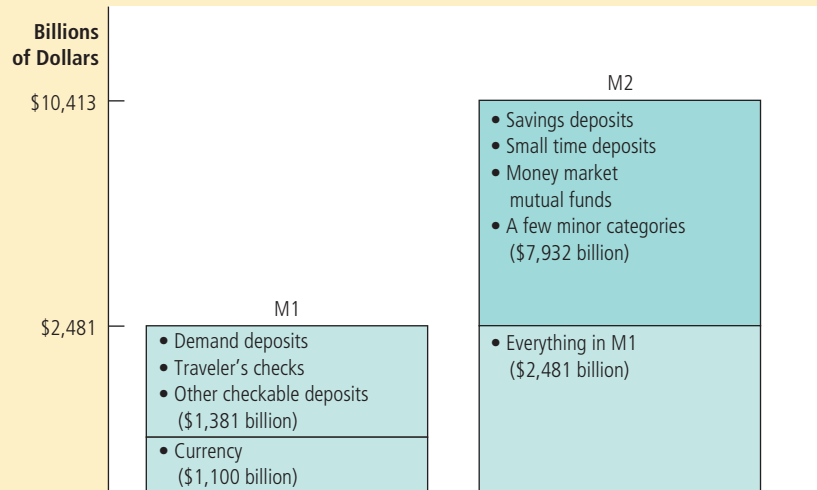 Billions
of Dollars
$10,413
M2
• Savings deposits
• Small time deposits
• Money market
mutual funds
• A few minor categories
($7,932 billion)
$2,481
M1
• Demand deposits
• Traveler's checks
• Other checkable deposits
($1,381 billion)
• Currency
($1,100 billion)
• Everything in M1
($2,481 billion)